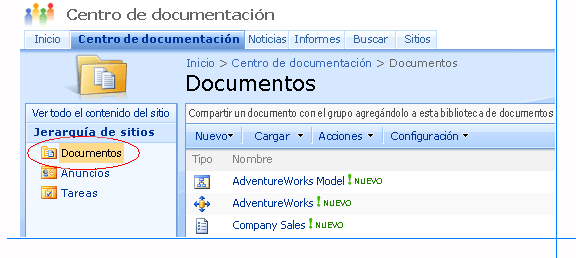 Centro de documentación
Inicio Centro de documentación Noticias Informes Buscar Sitios
Inicio > Centro de documentación > Documentos
Documentos
Ver todo el contenido del sitio
Compartir un documento con el grupo agregándolo a esta biblioteca de documentos
Jerarquía de sitios
Nuevo Cargar Acciones Configuración
Documentos
Tipo Nombre
Anuncios
AdventureWorks Model ! NUEVO
Tareas
AdventureWorks ! NUEVO
Company Sales ! NUEVO